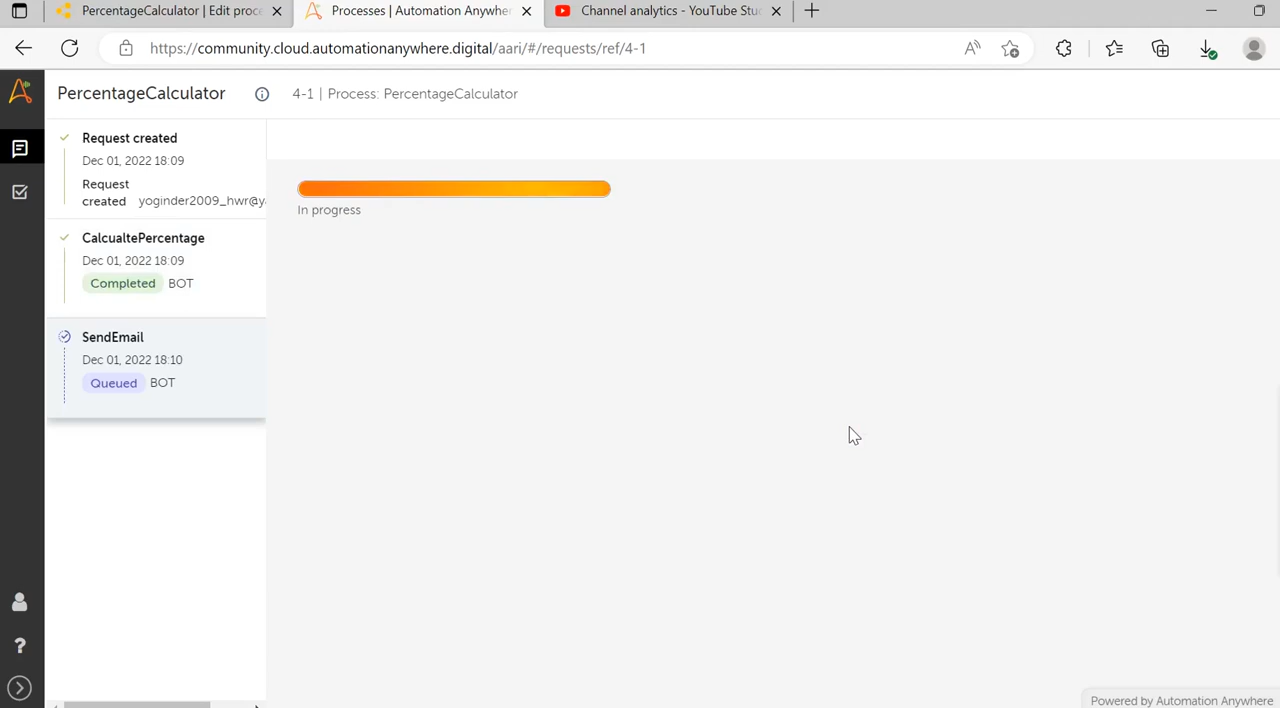 PercentageCalculator | Edit proce
Processes | Automation Anywher
Channel analytics - YouTube Stu
https://community.cloud.automationanywhere.digital/aari/#/requests/ref/4-1
PercentageCalculator
4-1 | Process: PercentageCalculator
Request created
Dec 01, 2022 18:09
Request
created yoginder2009_hwr@y
In progress
CalcualtePercentage
Dec 01, 2022 18:09
Completed BOT
SendEmail
Dec 01, 2022 18:10
Queued BOT
Powered by Automation Anywhere